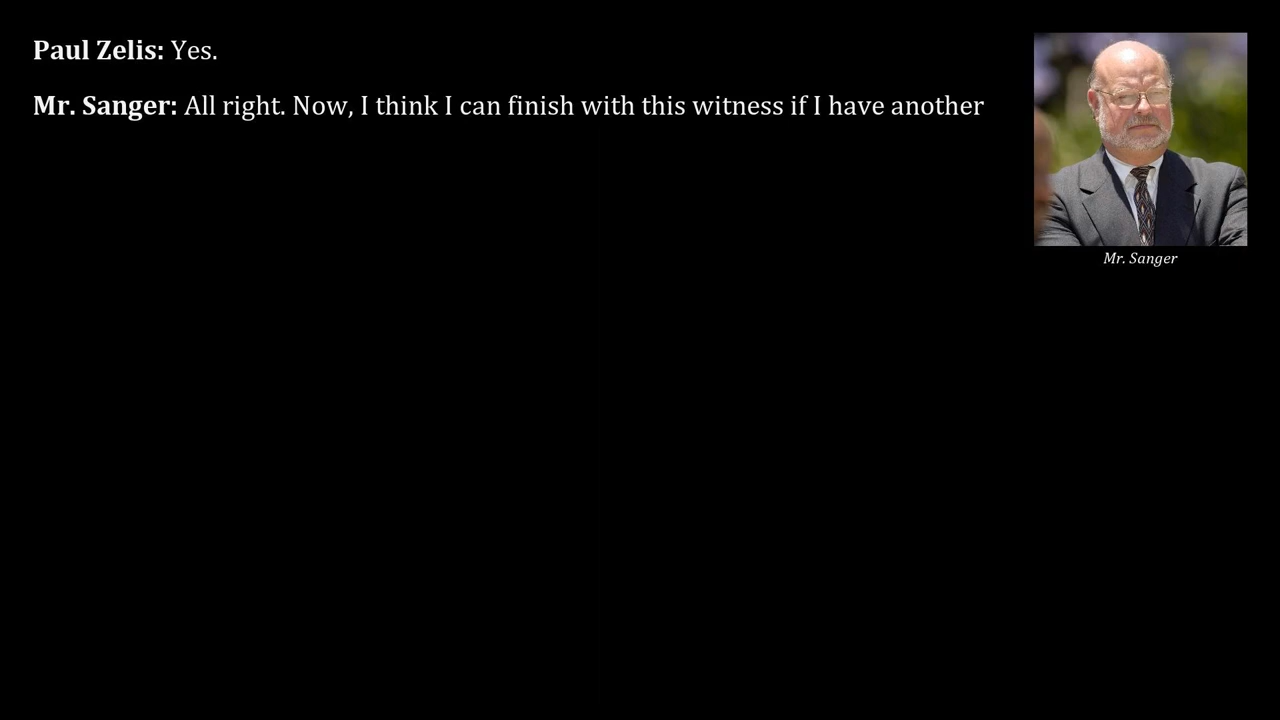 Paul Zelis: Yes.
Mr. Sanger: All right. Now, I think I can finish with this witness if I have another
Mr. Sanger